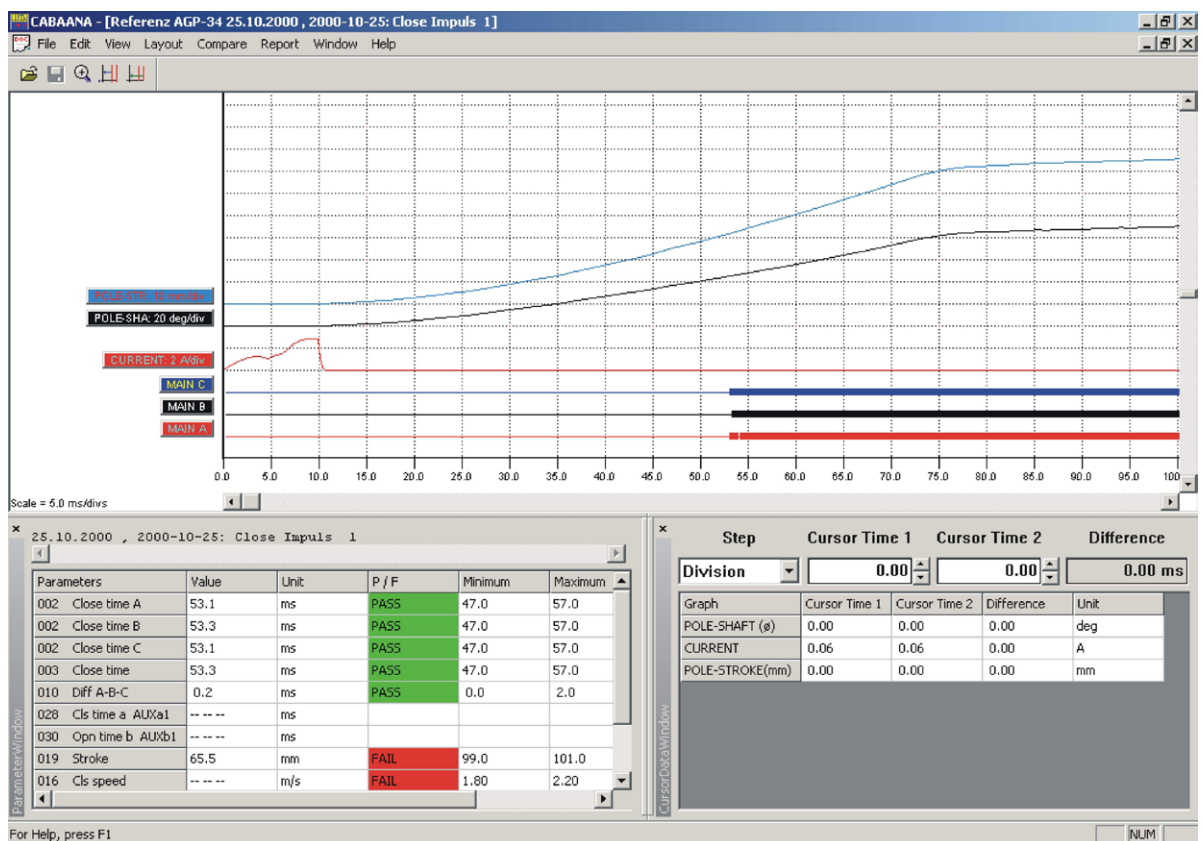 CABAANA - [Referenz AGP-34 25.10.2000 , 2000-10-25: Close Impuls 1]
File Edit View Layout Compare Report Window Help
POLE-STR: 10 mm/div
POLE-SHA: 20 deg/div
CURRENT: 2 A/div
MAIN C
MAIN B
MAIN A
0.0 5.0 10.0 15.0 20.0 25.0 30.0 35.0 40.0 45.0 50.0 55.0 60.0 65.0 70.0 75.0 80.0 85.0 90.0 95.0 100
Scale = 5.0 ms/divs
25.10.2000 , 2000-10-25: Close Impuls 1
Parameters Value Unit P / F Minimum Maximum
002 Close time A 53.1 ms PASS 47.0 57.0
002 Close time B 53.3 ms PASS 47.0 57.0
002 Close time C 53.1 ms PASS 47.0 57.0
003 Close time 53.3 ms PASS 47.0 57.0
010 Diff A-B-C 0.2 ms PASS 0.0 2.0
028 Cls time a AUXa1 -- -- -- ms
030 Opn time b AUXb1 -- -- -- ms
019 Stroke 65.5 mm FAIL 99.0 101.0
016 Cls speed -- -- -- m/s FAIL 1.80 2.20
ParameterWindow
Step Cursor Time 1 Cursor Time 2 Difference
Division 0.00 0.00 0.00 ms
Graph Cursor Time 1 Cursor Time 2 Difference Unit
POLE-SHAFT (ø) 0.00 0.00 0.00 deg
CURRENT 0.06 0.06 0.00 A
POLE-STROKE(mm) 0.00 0.00 0.00 mm
CursorDataWindow
For Help, press F1
NUM